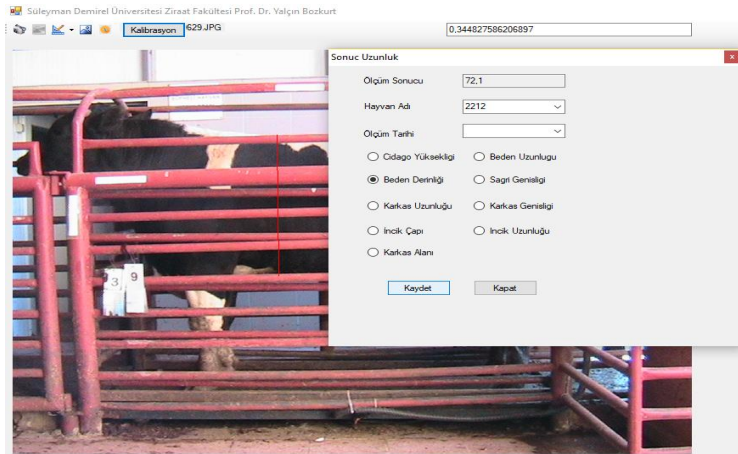 Süleyman Demirel Üniversitesi Ziraat Fakültesi Prof. Dr. Yalçın Bozkurt
Kalibrasyon 629.JPG 0,344827586206897
Sonuc Uzunluk
Ölçüm Sonucu 72,1
Hayvan Adı 2212
Ölçüm Tarihi
Cidago Yüksekligi Beden Uzunlugu
Beden Derinliği Sagri Genisligi
Karkas Uzunluğu Karkas Genisligi
İncik Çapı Incik Uzunluğu
Karkas Alanı
Kaydet Kapat
3 9